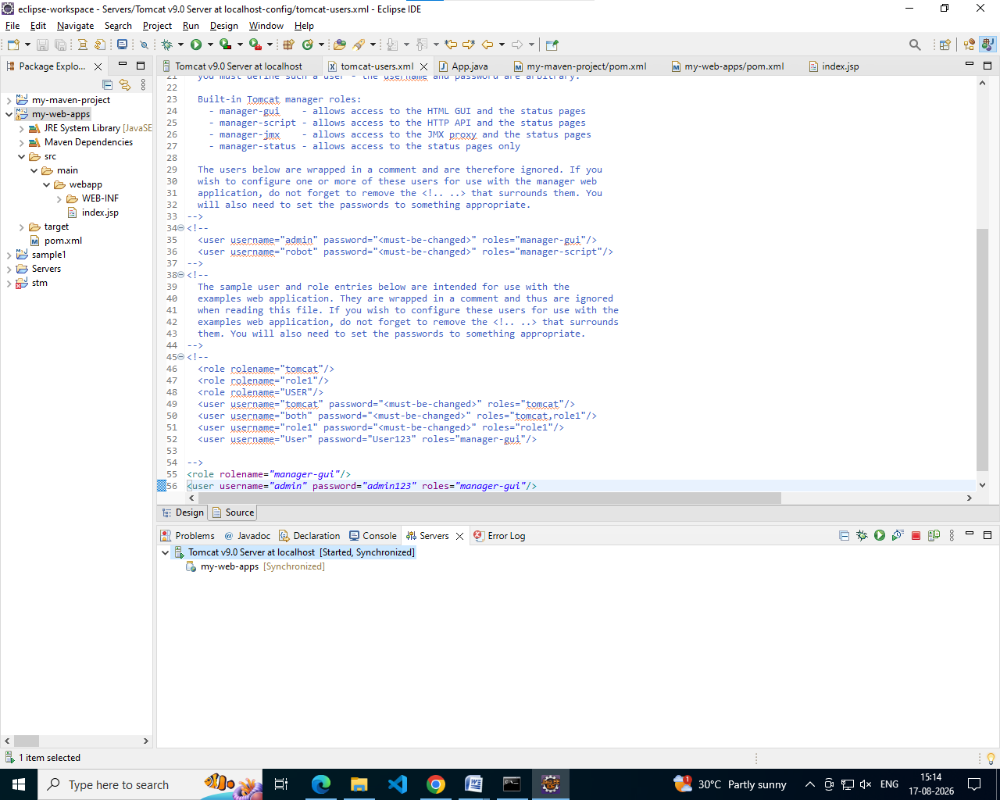 eclipse-workspace - Servers/Tomcat v9.0 Server at localhost-config/tomcat-users.xml - Eclipse IDE
File Edit Navigate Search Project Run Design Window Help
Package Explo...
Tomcat v9.0 Server at localhost
tomcat-users.xml
App.java
my-maven-project/pom.xml
my-web-apps/pom.xml
index.jsp
my-maven-project
my-web-apps
JRE System Library [JavaSE
Maven Dependencies
src
main
webapp
WEB-INF
index.jsp
target
pom.xml
sample1
Servers
stm
21 you must define such a user - the username and password are arbitrary.
22
23 Built-in Tomcat manager roles:
24 - manager-gui - allows access to the HTML GUI and the status pages
25 - manager-script - allows access to the HTTP API and the status pages
26 - manager-jmx - allows access to the JMX proxy and the status pages
27 - manager-status - allows access to the status pages only
28
29 The users below are wrapped in a comment and are therefore ignored. If you
30 wish to configure one or more of these users for use with the manager web
31 application, do not forget to remove the <!.. ..> that surrounds them. You
32 will also need to set the passwords to something appropriate.
33 -->
34 <!--
35 <user username="admin" password="<must-be-changed>" roles="manager-gui"/>
36 <user username="robot" password="<must-be-changed>" roles="manager-script"/>
37 -->
38 <!--
39 The sample user and role entries below are intended for use with the
40 examples web application. They are wrapped in a comment and thus are ignored
41 when reading this file. If you wish to configure these users for use with the
42 examples web application, do not forget to remove the <!.. ..> that surrounds
43 them. You will also need to set the passwords to something appropriate.
44 -->
45 <!--
46 <role rolename="tomcat"/>
47 <role rolename="role1"/>
48 <role rolename="USER"/>
49 <user username="tomcat" password="<must-be-changed>" roles="tomcat"/>
50 <user username="both" password="<must-be-changed>" roles="tomcat,role1"/>
51 <user username="role1" password="<must-be-changed>" roles="role1"/>
52 <user username="User" password="User123" roles="manager-gui"/>
53
54 -->
55 <role rolename="manager-gui"/>
56 <user username="admin" password="admin123" roles="manager-gui"/>
Design Source
Problems Javadoc Declaration Console Servers Error Log
Tomcat v9.0 Server at localhost [Started, Synchronized]
my-web-apps [Synchronized]
1 item selected
Type here to search
30°C Partly sunny
ENG
15:14
17-08-2026